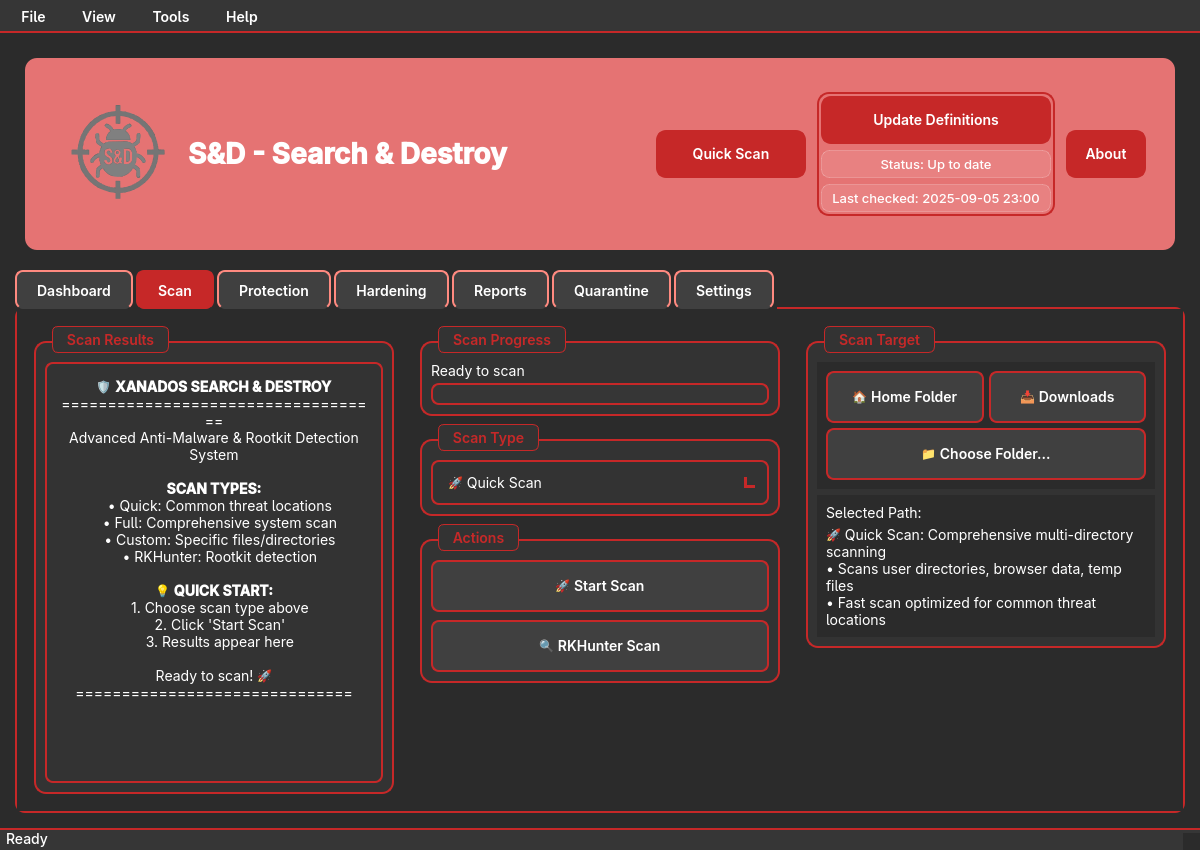 File View Tools Help
S&D
S&D - Search & Destroy
Quick Scan
Update Definitions
Status: Up to date
Last checked: 2025-09-05 23:00
About
Dashboard Scan Protection Hardening Reports Quarantine Settings
Scan Results
🛡️ XANADOS SEARCH & DESTROY
=================================
==
Advanced Anti-Malware & Rootkit Detection
System
SCAN TYPES:
• Quick: Common threat locations
• Full: Comprehensive system scan
• Custom: Specific files/directories
• RKHunter: Rootkit detection
💡 QUICK START:
1. Choose scan type above
2. Click 'Start Scan'
3. Results appear here
Ready to scan! 🚀
==============================
Scan Progress
Ready to scan
Scan Type
🚀 Quick Scan
Actions
🚀 Start Scan
🔍 RKHunter Scan
Scan Target
🏠 Home Folder
📥 Downloads
📁 Choose Folder...
Selected Path:
🚀 Quick Scan: Comprehensive multi-directory
scanning
• Scans user directories, browser data, temp
files
• Fast scan optimized for common threat
locations
Ready